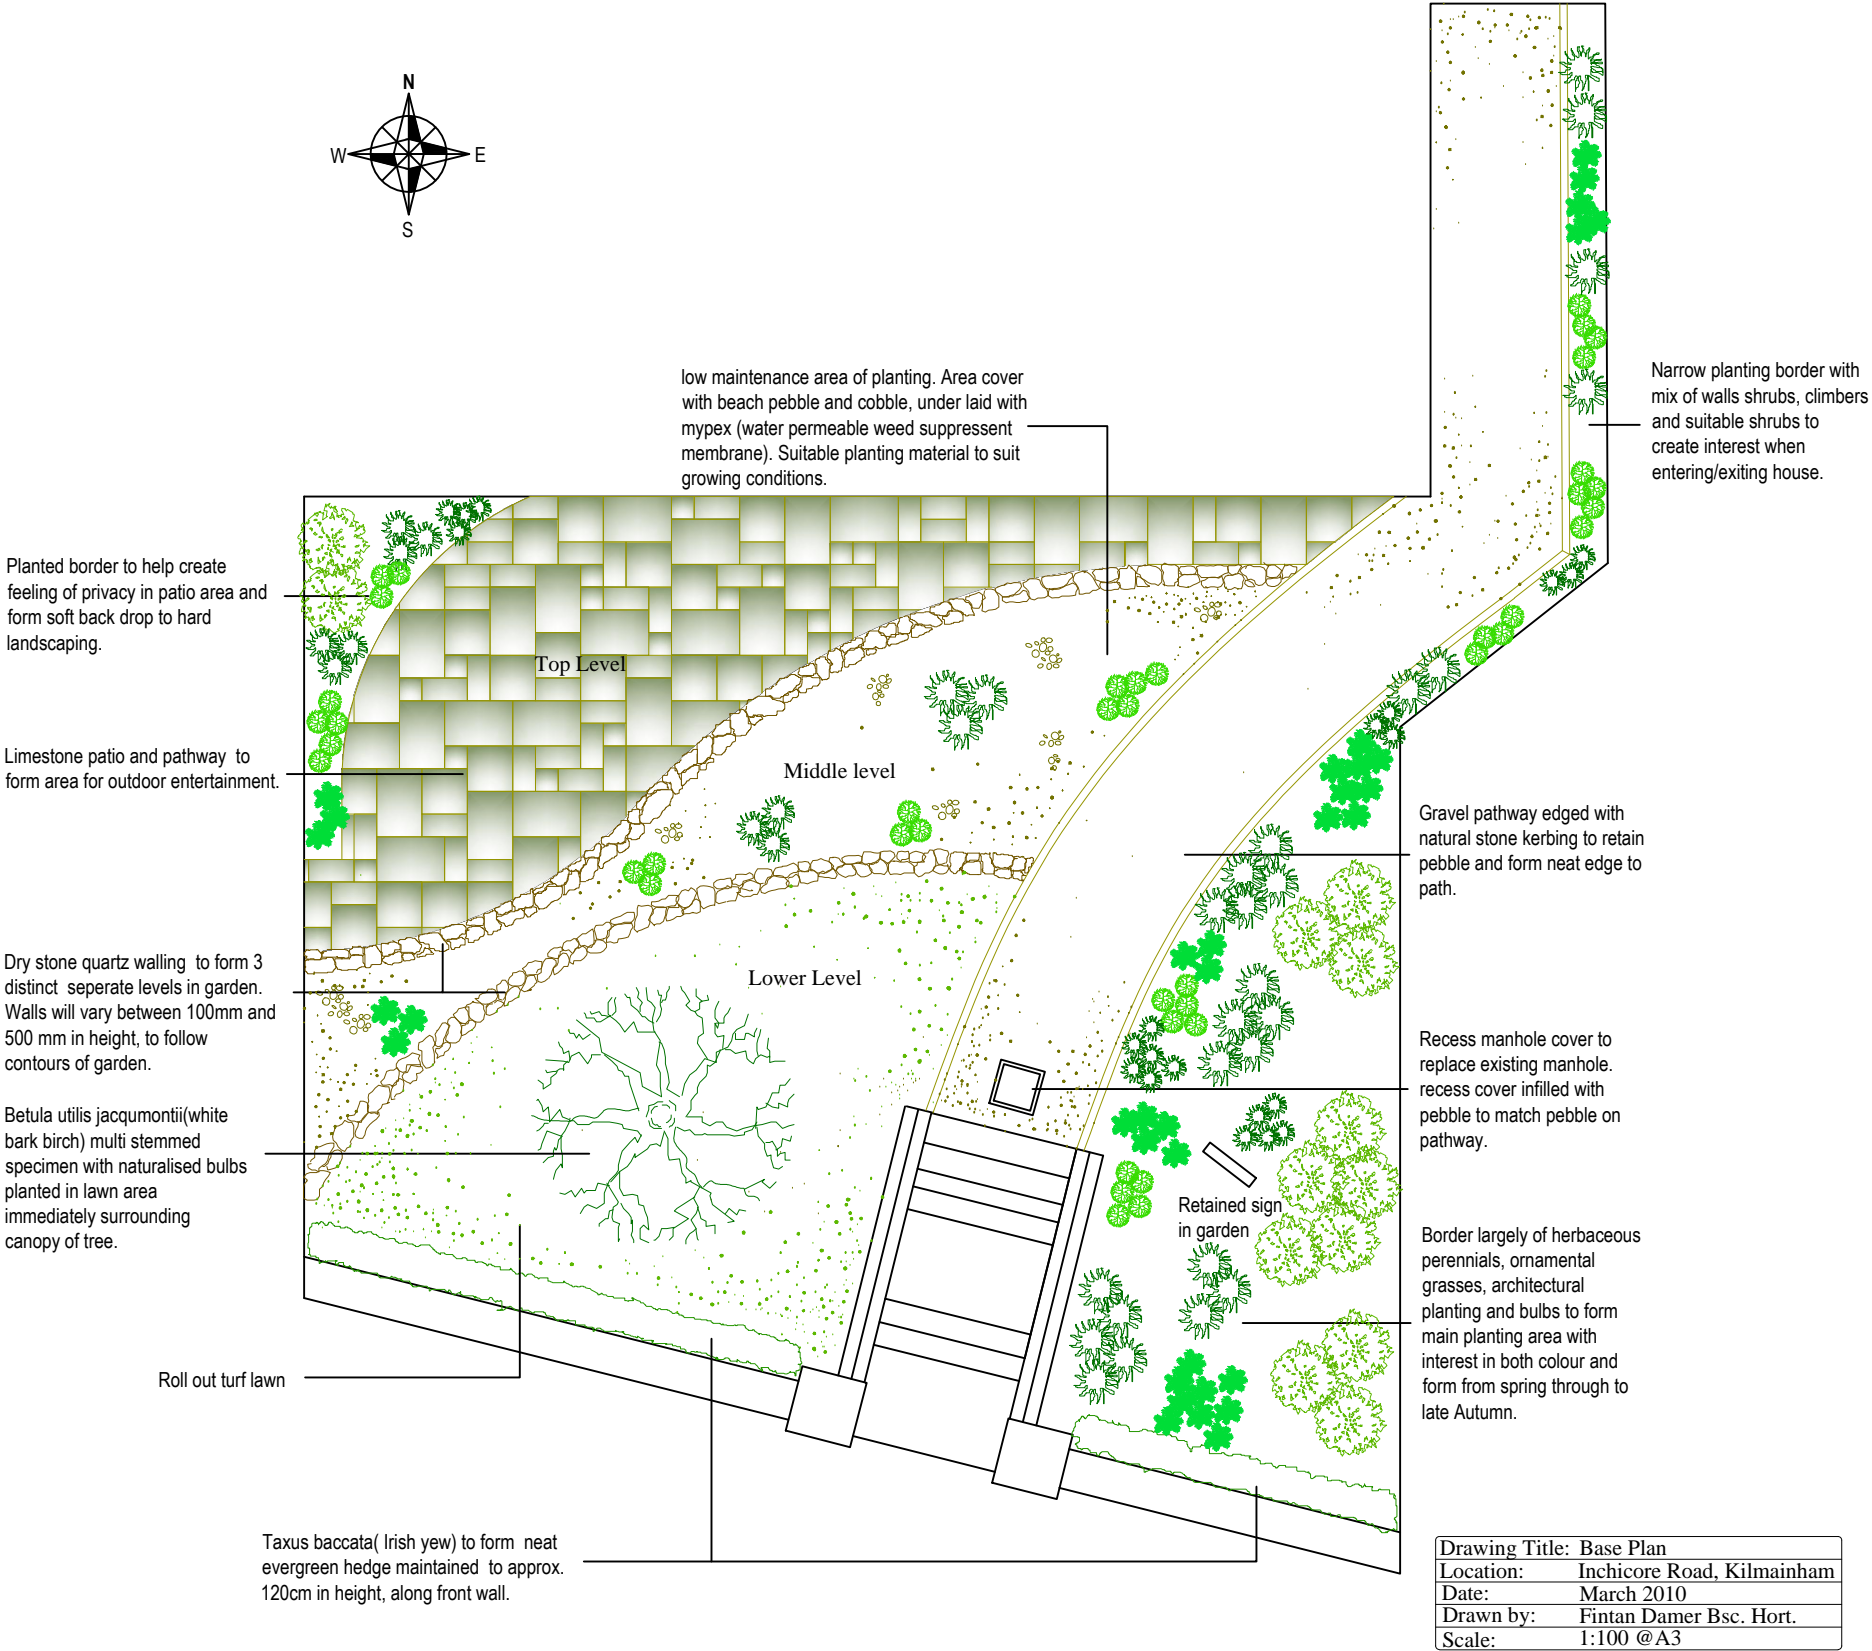 N
W
E
S
low maintenance area of planting. Area cover
with beach pebble and cobble, under laid with
mypex (water permeable weed suppressent
membrane). Suitable planting material to suit
growing conditions.
Narrow planting border with
mix of walls shrubs, climbers
and suitable shrubs to
create interest when
entering/exiting house.
Planted border to help create
feeling of privacy in patio area and
form soft back drop to hard
landscaping.
Top Level
Limestone patio and pathway to
form area for outdoor entertainment.
Middle level
Gravel pathway edged with
natural stone kerbing to retain
pebble and form neat edge to
path.
Dry stone quartz walling to form 3
distinct seperate levels in garden.
Walls will vary between 100mm and
500 mm in height, to follow
contours of garden.
Lower Level
Recess manhole cover to
replace existing manhole.
recess cover infilled with
pebble to match pebble on
pathway.
Betula utilis jacqumontii(white
bark birch) multi stemmed
specimen with naturalised bulbs
planted in lawn area
immediately surrounding
canopy of tree.
Retained sign
in garden
Border largely of herbaceous
perennials, ornamental
grasses, architectural
planting and bulbs to form
main planting area with
interest in both colour and
form from spring through to
late Autumn.
Roll out turf lawn
Taxus baccata( Irish yew) to form neat
evergreen hedge maintained to approx.
120cm in height, along front wall.
Drawing Title: Base Plan
Location: Inchicore Road, Kilmainham
Date: March 2010
Drawn by: Fintan Damer Bsc. Hort.
Scale: 1:100 @A3